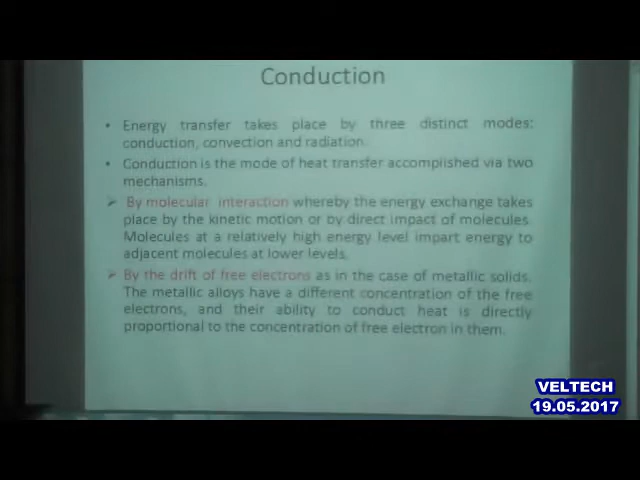 Conduction
• Energy transfer takes place by three distinct modes:
conduction, convection and radiation.
• Conduction is the mode of heat transfer accomplished via two
mechanisms.
➢ By molecular interaction whereby the energy exchange takes
place by the kinetic motion or by direct impact of molecules.
Molecules at a relatively high energy level impart energy to
adjacent molecules at lower levels.
➢ By the drift of free electrons as in the case of metallic solids.
The metallic alloys have a different concentration of the free
electrons, and their ability to conduct heat is directly
proportional to the concentration of free electron in them.
VELTECH
19.05.2017